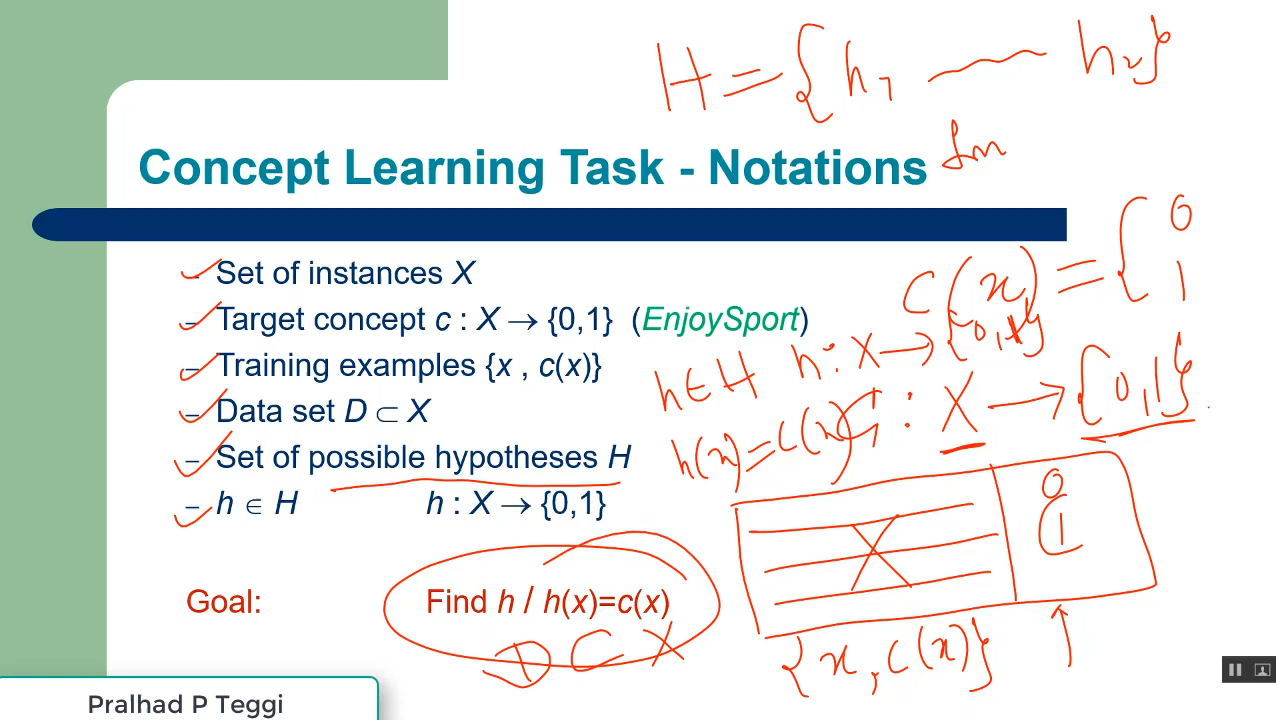 H = {h1 h2}
Concept Learning Task - Notations
– Set of instances X
– Target concept c : X → {0,1} (EnjoySport)
– Training examples {x , c(x)}
– Data set D ⊂ X
– Set of possible hypotheses H
– h ∈ H h : X → {0,1}
Goal: Find h / h(x)=c(x)
C(x) = { 0
1
h ∈ H h : X → {0,1}
h(x) = C(x) : X → {0,1}
X 0
1
D ⊂ X
{x, c(x)}
Pralhad P Teggi